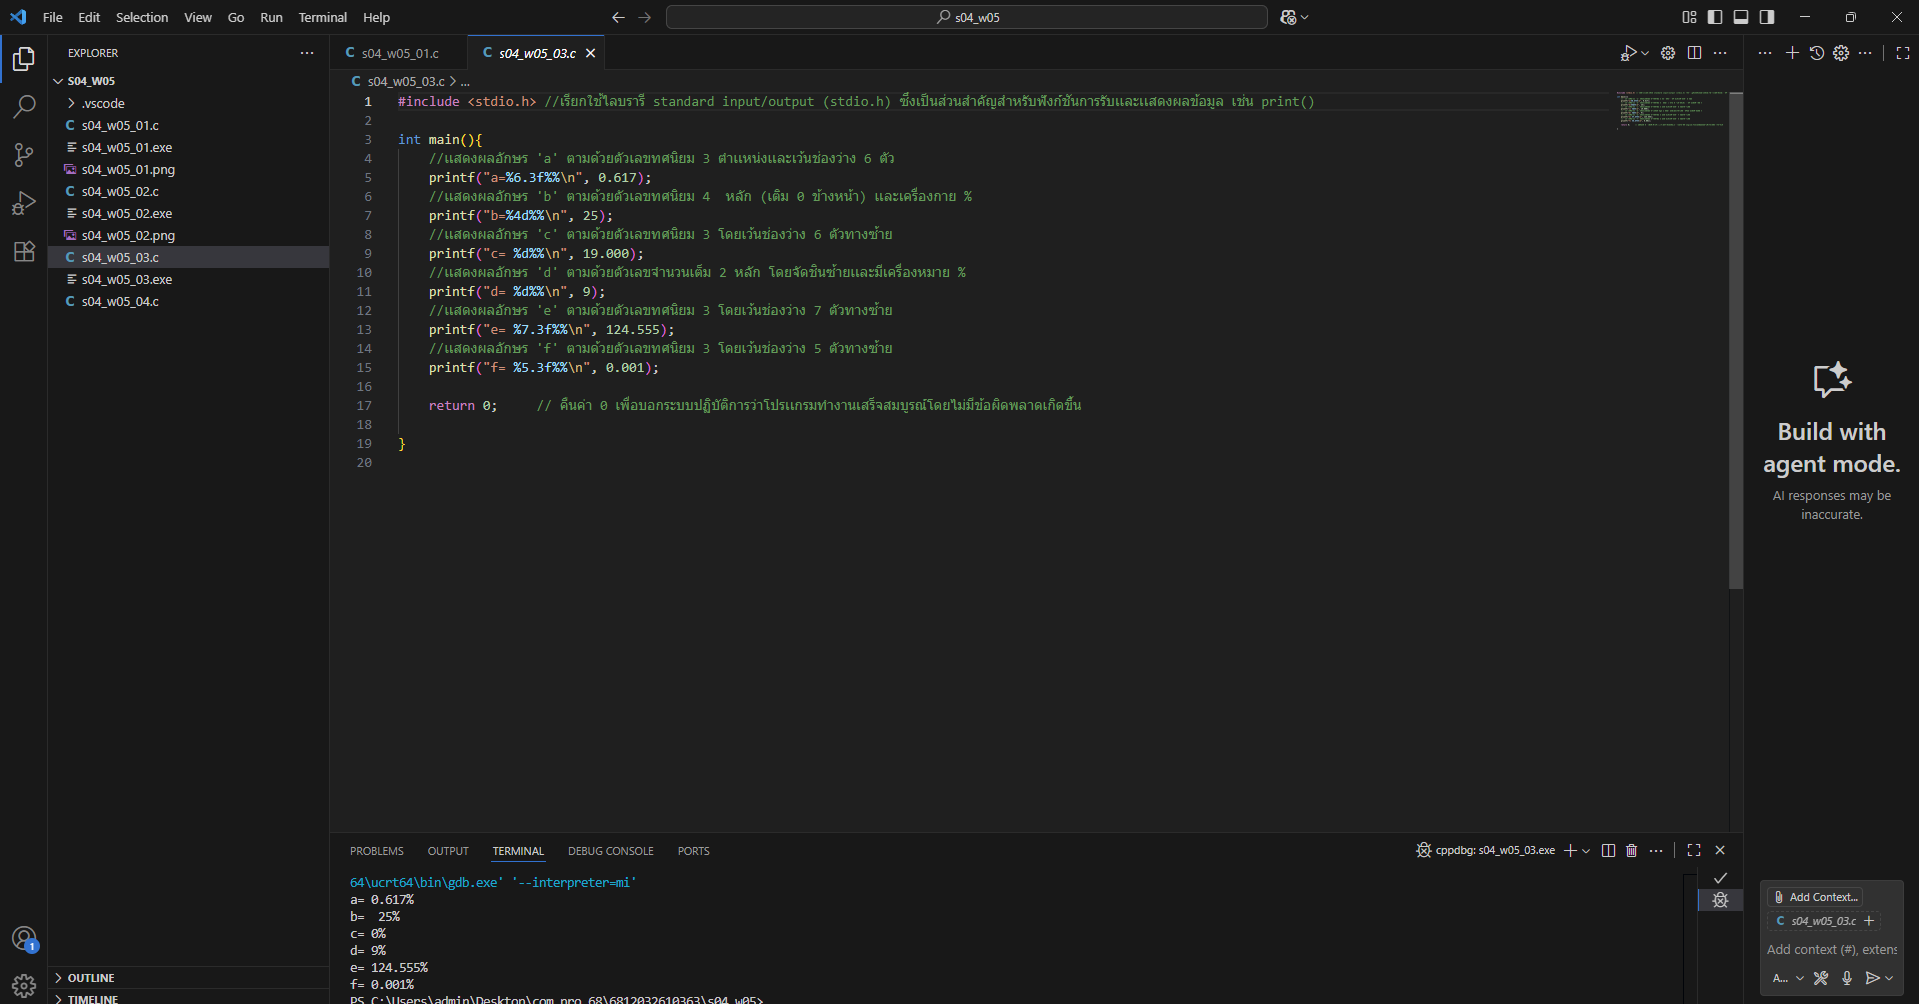 File Edit Selection View Go Run Terminal Help
s04_w05
EXPLORER
S04_W05
.vscode
s04_w05_01.c
s04_w05_01.exe
s04_w05_01.png
s04_w05_02.c
s04_w05_02.exe
s04_w05_02.png
s04_w05_03.c
s04_w05_03.exe
s04_w05_04.c
OUTLINE
TIMELINE
s04_w05_01.c s04_w05_03.c
s04_w05_03.c > ...
1 #include <stdio.h> //เรียกใช้ไลบรารี standard input/output (stdio.h) ซึ่งเป็นส่วนสำคัญสำหรับฟังก์ชันการรับและแสดงผลข้อมูล เช่น print()
2
3 int main(){
4 //แสดงผลอักษร 'a' ตามด้วยตัวเลขทศนิยม 3 ตำแหน่งและเว้นช่องว่าง 6 ตัว
5 printf("a=%6.3f%%\n", 0.617);
6 //แสดงผลอักษร 'b' ตามด้วยตัวเลขทศนิยม 4  หลัก (เติม 0 ข้างหน้า) และเครื่องกาย %
7 printf("b=%4d%%\n", 25);
8 //แสดงผลอักษร 'c' ตามด้วยตัวเลขทศนิยม 3 โดยเว้นช่องว่าง 6 ตัวทางซ้าย
9 printf("c= %d%%\n", 19.000);
10 //แสดงผลอักษร 'd' ตามด้วยตัวเลขจำนวนเต็ม 2 หลัก โดยจัดชินซ้ายและมีเครื่องหมาย %
11 printf("d= %d%%\n", 9);
12 //แสดงผลอักษร 'e' ตามด้วยตัวเลขทศนิยม 3 โดยเว้นช่องว่าง 7 ตัวทางซ้าย
13 printf("e= %7.3f%%\n", 124.555);
14 //แสดงผลอักษร 'f' ตามด้วยตัวเลขทศนิยม 3 โดยเว้นช่องว่าง 5 ตัวทางซ้าย
15 printf("f= %5.3f%%\n", 0.001);
16
17 return 0;     // คืนค่า 0 เพื่อบอกระบบปฏิบัติการว่าโปรแกรมทำงานเสร็จสมบูรณ์โดยไม่มีข้อผิดพลาดเกิดขึ้น
18
19 }
20
PROBLEMS OUTPUT TERMINAL DEBUG CONSOLE PORTS
cppdbg: s04_w05_03.exe
64\ucrt64\bin\gdb.exe' '--interpreter=mi'
a= 0.617%
b=  25%
c= 0%
d= 9%
e= 124.555%
f= 0.001%
PS C:\Users\admin\Desktop\com pro 68\6812032610363\s04_w05>
Build with
agent mode.
AI responses may be
inaccurate.
Add Context...
s04_w05_03.c +
Add context (#), extens
A...
1